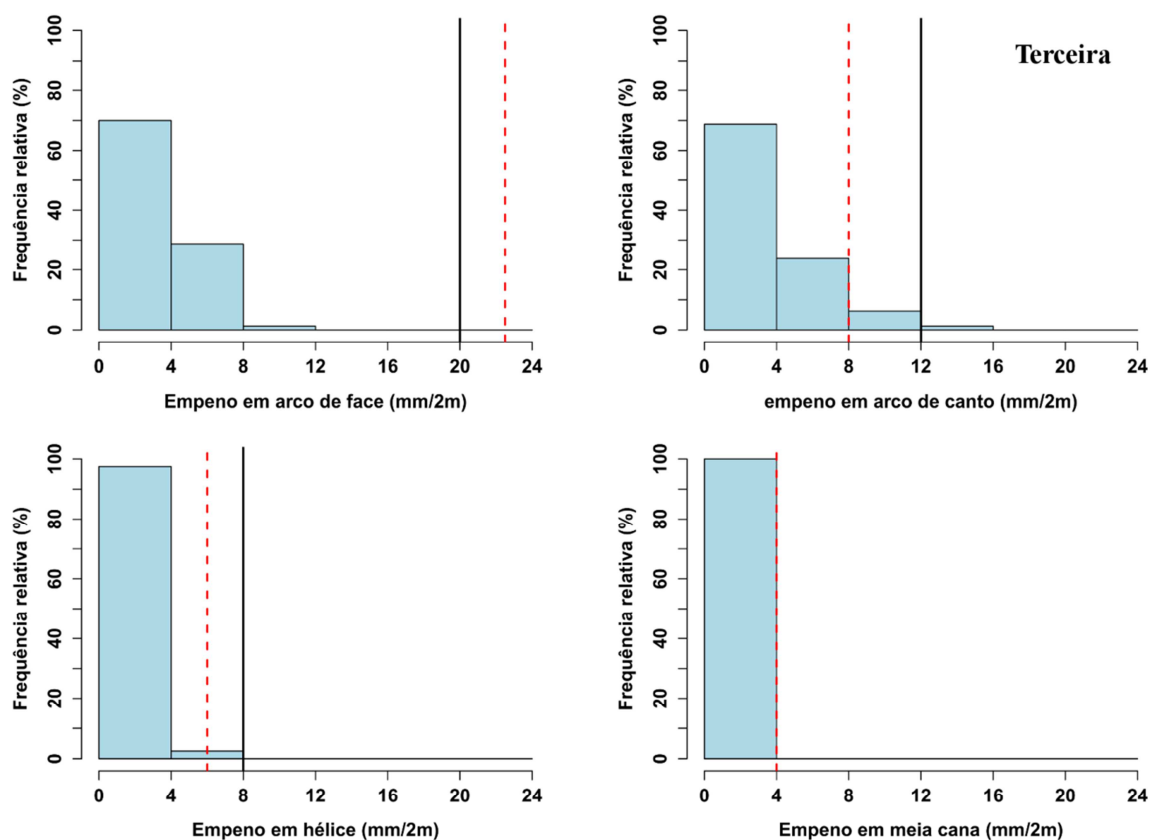 Frequência relativa (%)
0 20 40 60 80 100
0 4 8 12 16 20 24
Empeno em arco de face (mm/2m)
Terceira
Frequência relativa (%)
0 20 40 60 80 100
0 4 8 12 16 20 24
empeno em arco de canto (mm/2m)
Frequência relativa (%)
0 20 40 60 80 100
0 4 8 12 16 20 24
Empeno em hélice (mm/2m)
Frequência relativa (%)
0 20 40 60 80 100
0 4 8 12 16 20 24
Empeno em meia cana (mm/2m)